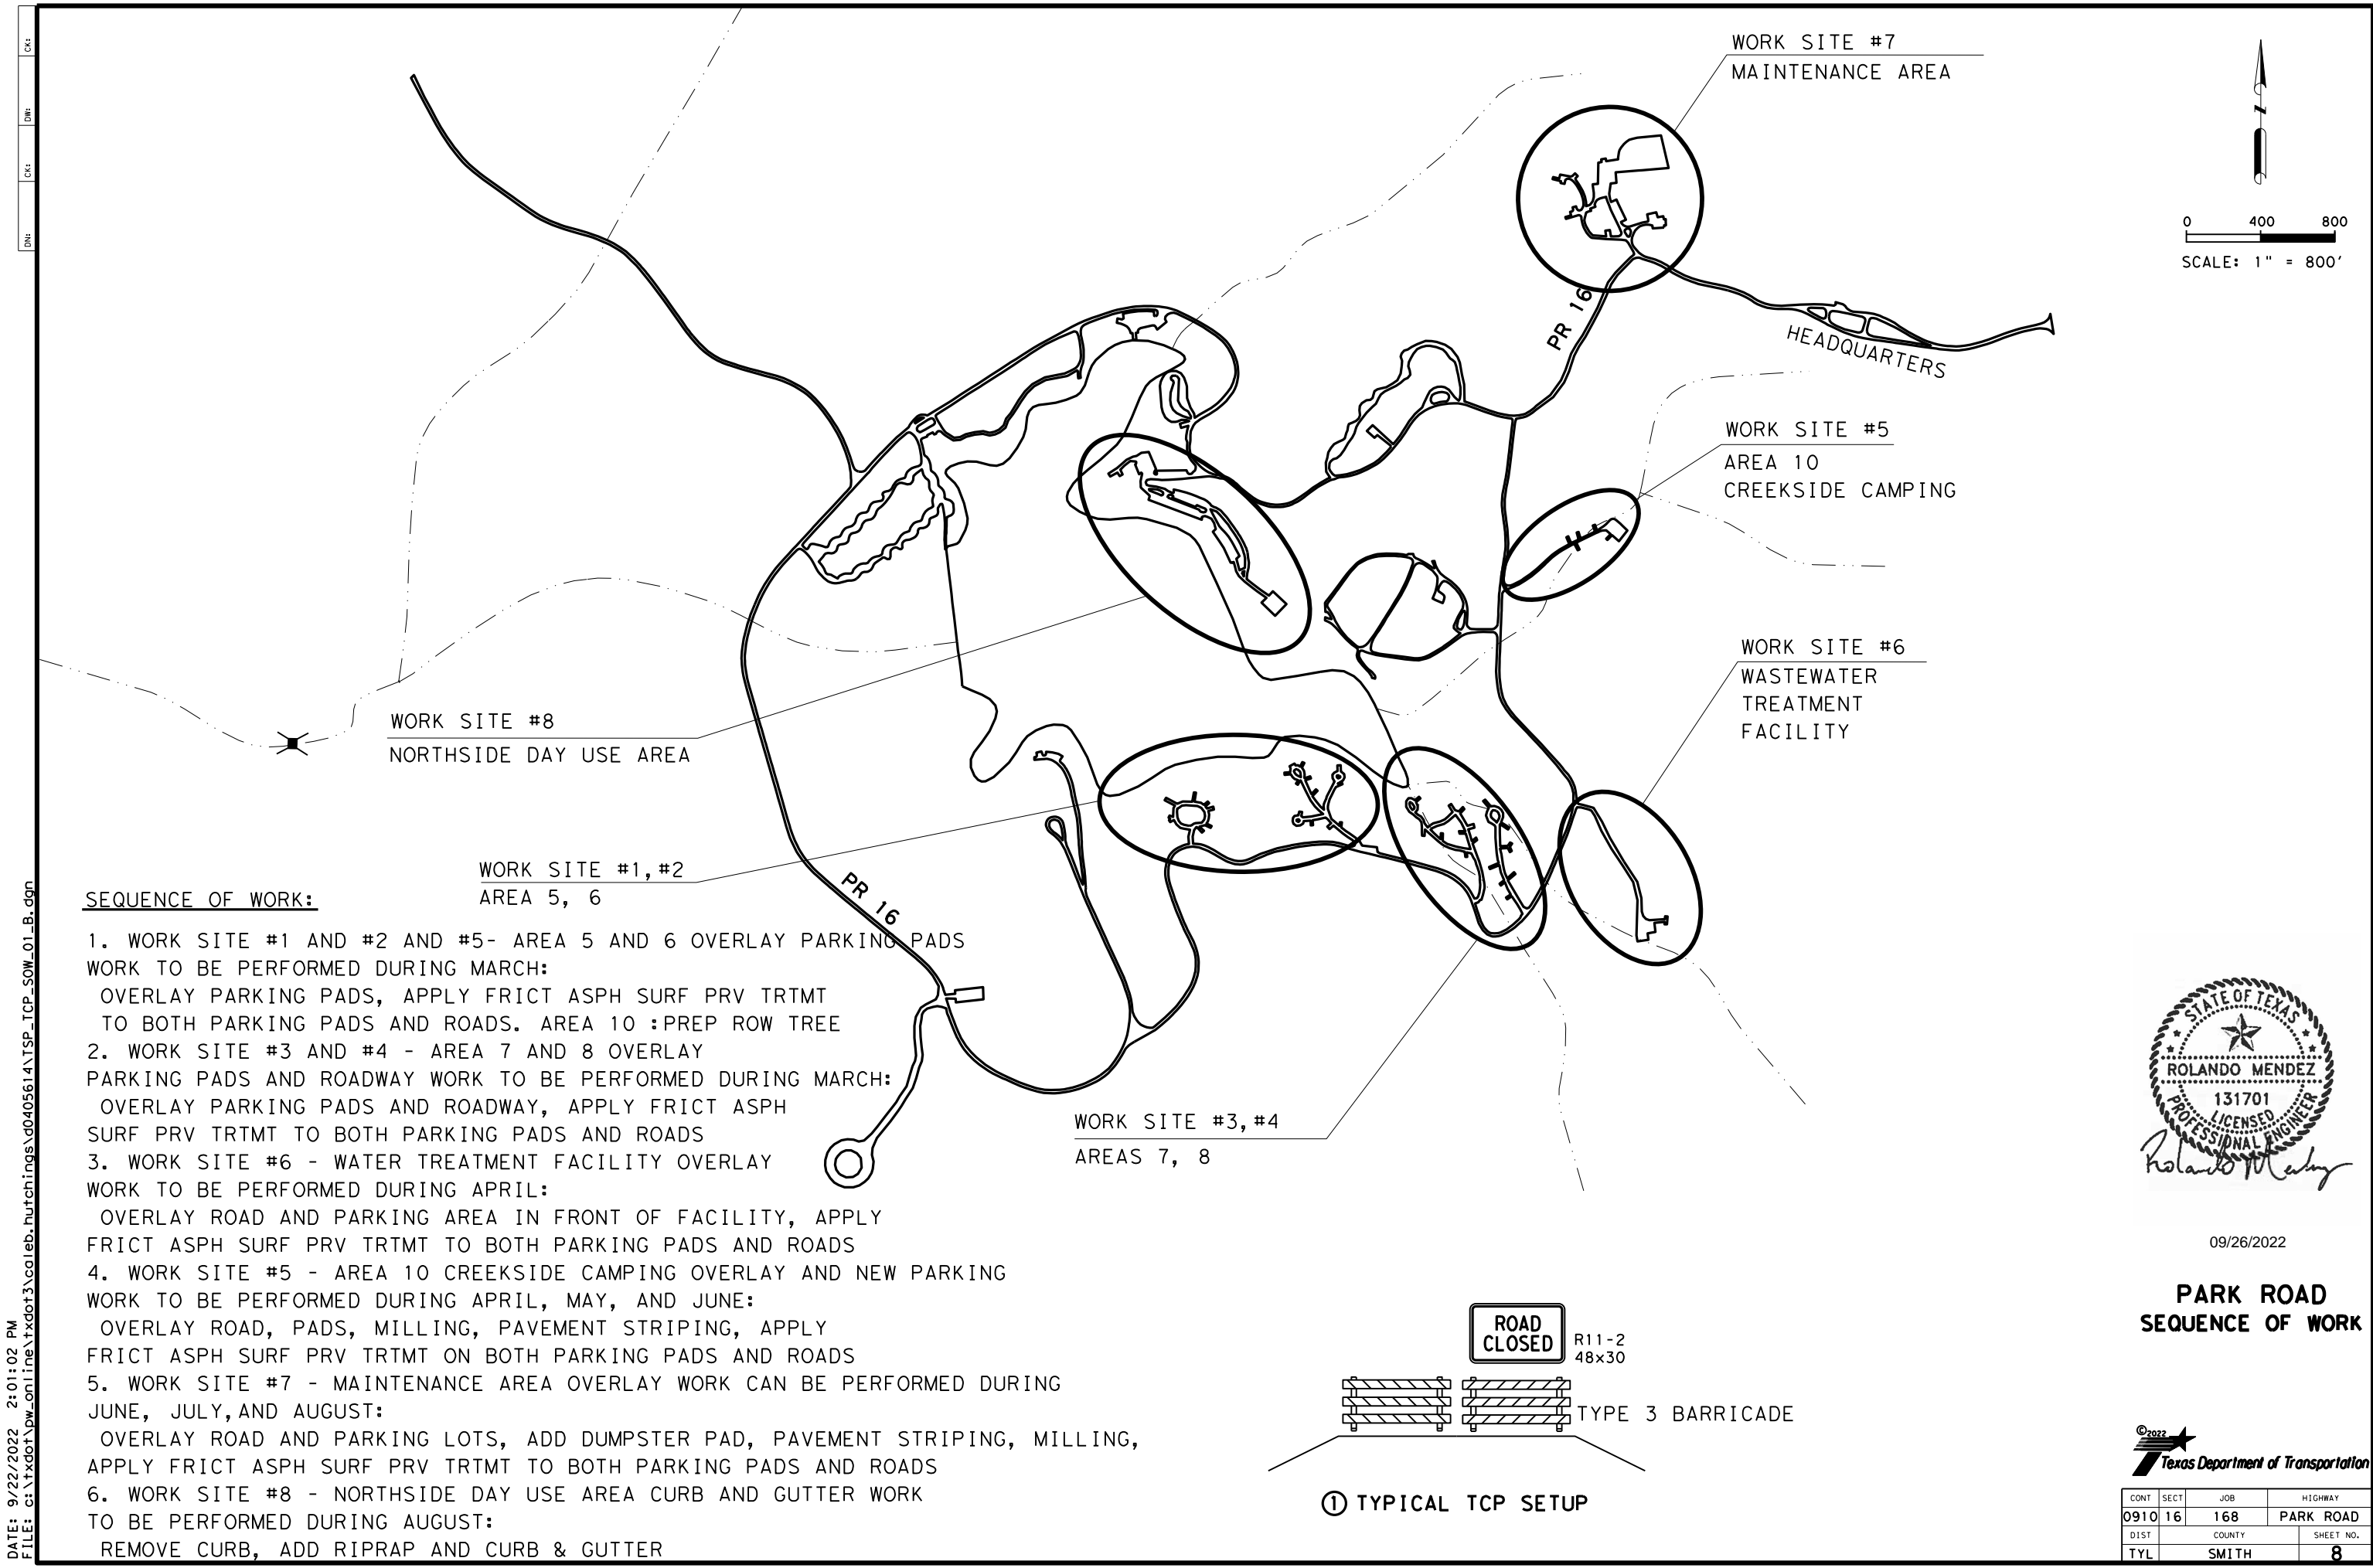 CK:
DW:
CK:
DN:
DATE: 9/22/2022 2:01:02 PM
FILE: c:\txdot\pw_online\txdot3\caleb.hutchings\d0405614\TSP_TCP_SOW_01_B.dgn
WORK SITE #7
MAINTENANCE AREA
N
0 400 800
SCALE: 1" = 800'
PR 16
HEADQUARTERS
WORK SITE #5
AREA 10
CREEKSIDE CAMPING
WORK SITE #6
WASTEWATER
TREATMENT
FACILITY
WORK SITE #8
NORTHSIDE DAY USE AREA
WORK SITE #1,#2
AREA 5, 6
PR 16
WORK SITE #3,#4
AREAS 7, 8
SEQUENCE OF WORK:
1. WORK SITE #1 AND #2 AND #5- AREA 5 AND 6 OVERLAY PARKING PADS
WORK TO BE PERFORMED DURING MARCH:
OVERLAY PARKING PADS, APPLY FRICT ASPH SURF PRV TRTMT
TO BOTH PARKING PADS AND ROADS. AREA 10 :PREP ROW TREE
2. WORK SITE #3 AND #4 - AREA 7 AND 8 OVERLAY
PARKING PADS AND ROADWAY WORK TO BE PERFORMED DURING MARCH:
OVERLAY PARKING PADS AND ROADWAY, APPLY FRICT ASPH
SURF PRV TRTMT TO BOTH PARKING PADS AND ROADS
3. WORK SITE #6 - WATER TREATMENT FACILITY OVERLAY
WORK TO BE PERFORMED DURING APRIL:
OVERLAY ROAD AND PARKING AREA IN FRONT OF FACILITY, APPLY
FRICT ASPH SURF PRV TRTMT TO BOTH PARKING PADS AND ROADS
4. WORK SITE #5 - AREA 10 CREEKSIDE CAMPING OVERLAY AND NEW PARKING
WORK TO BE PERFORMED DURING APRIL, MAY, AND JUNE:
OVERLAY ROAD, PADS, MILLING, PAVEMENT STRIPING, APPLY
FRICT ASPH SURF PRV TRTMT ON BOTH PARKING PADS AND ROADS
5. WORK SITE #7 - MAINTENANCE AREA OVERLAY WORK CAN BE PERFORMED DURING
JUNE, JULY,AND AUGUST:
OVERLAY ROAD AND PARKING LOTS, ADD DUMPSTER PAD, PAVEMENT STRIPING, MILLING,
APPLY FRICT ASPH SURF PRV TRTMT TO BOTH PARKING PADS AND ROADS
6. WORK SITE #8 - NORTHSIDE DAY USE AREA CURB AND GUTTER WORK
TO BE PERFORMED DURING AUGUST:
REMOVE CURB, ADD RIPRAP AND CURB & GUTTER
ROAD
CLOSED
R11-2
48x30
TYPE 3 BARRICADE
1 TYPICAL TCP SETUP
STATE OF TEXAS
ROLANDO MENDEZ
131701
LICENSED
PROFESSIONAL ENGINEER
Rolando Mendez
09/26/2022
PARK ROAD
SEQUENCE OF WORK
©2022
Texas Department of Transportation
CONT SECT JOB HIGHWAY
0910 16 168 PARK ROAD
DIST COUNTY SHEET NO.
TYL SMITH 8